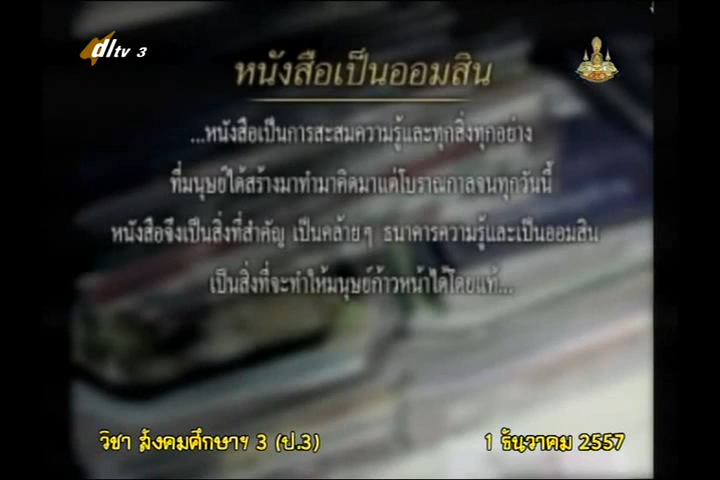 dltv 3
หนังสือเป็นออมสิน
...หนังสือเป็นการสะสมความรู้และทุกสิ่งทุกอย่าง
ที่มนุษย์ได้สร้างมาทำมาคิดมาแต่โบราณกาลจนทุกวันนี้
หนังสือจึงเป็นสิ่งที่สำคัญ เป็นคล้ายๆ ธนาคารความรู้และเป็นออมสิน
เป็นสิ่งที่จะทำให้มนุษย์ก้าวหน้าได้โดยแท้...
วิชา สังคมศึกษาฯ 3 (ป.3)
1 ธันวาคม 2557